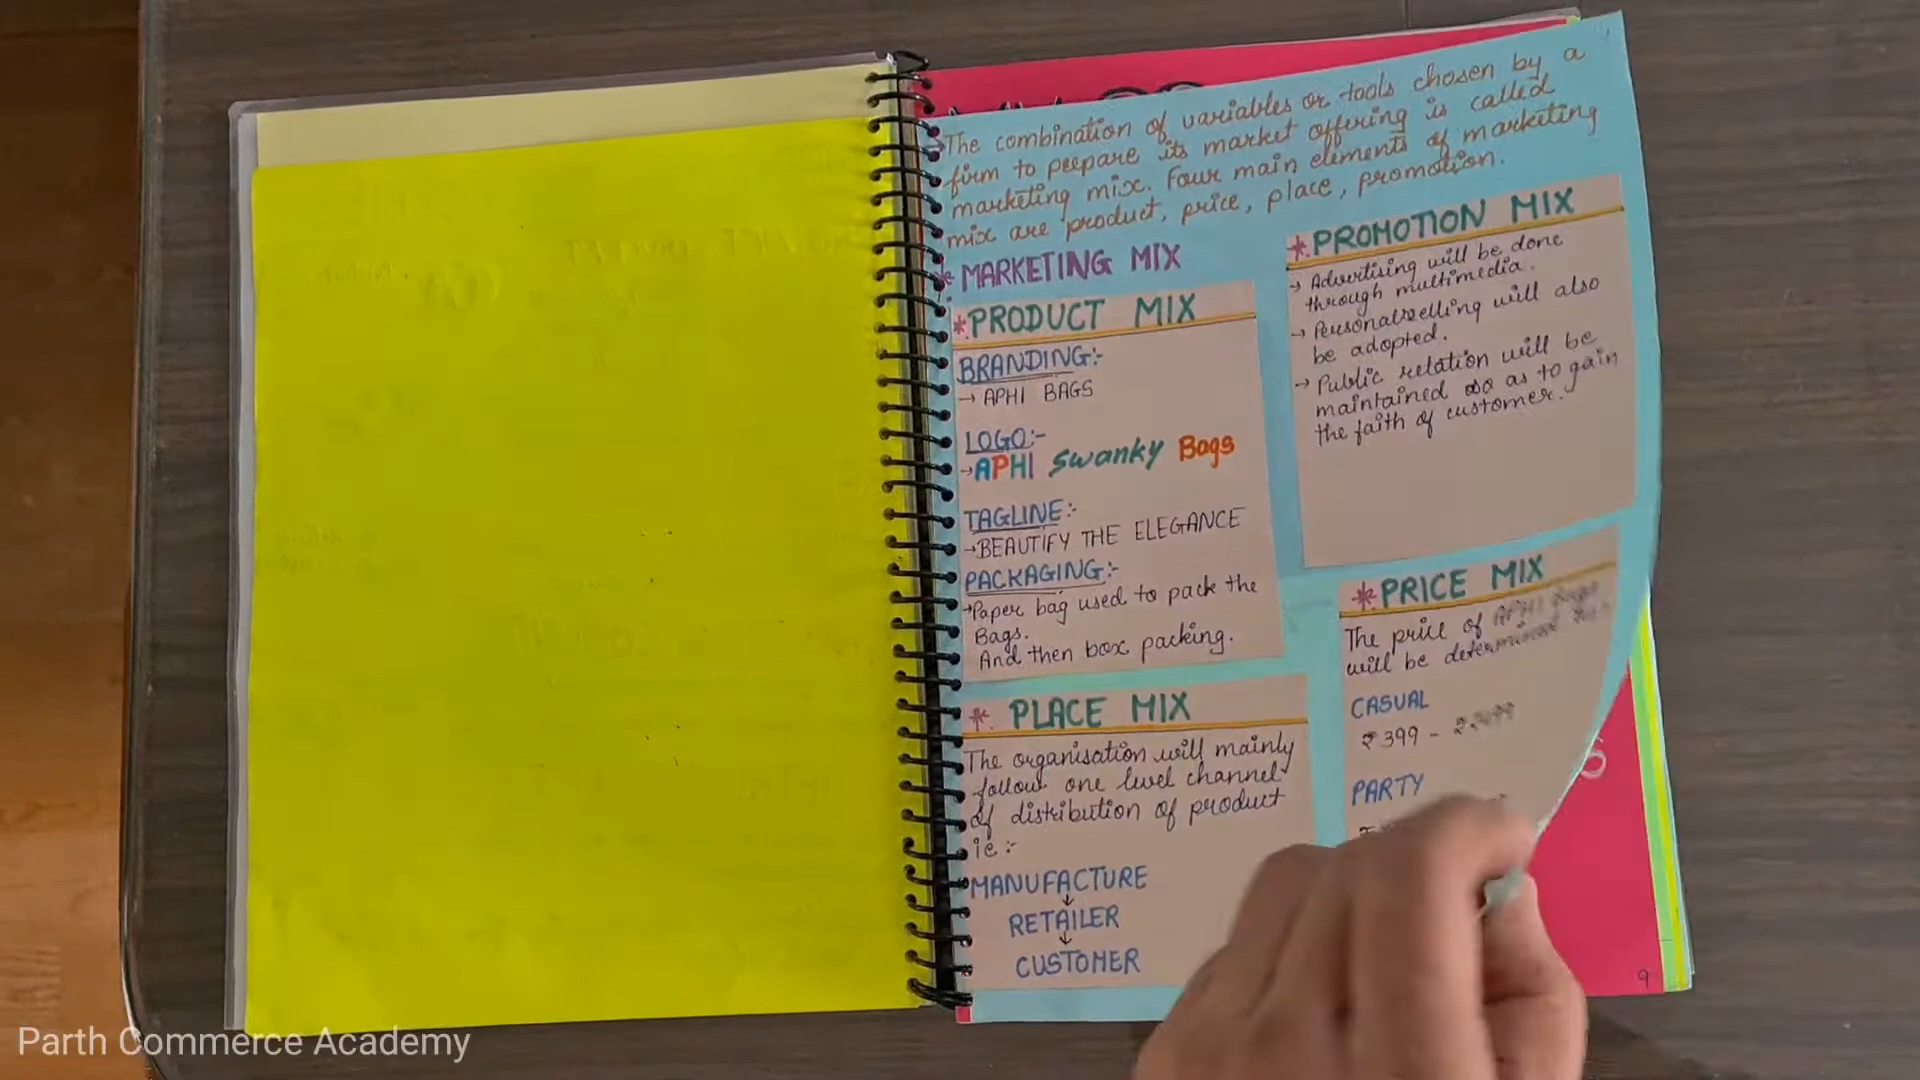 →The combination of variables or tools chosen by a
firm to prepare its market offering is called
marketing mix. Four main elements of marketing
mix are product, price, place, promotion.
* MARKETING MIX
*PRODUCT MIX
BRANDING:-
→ APHI BAGS
LOGO:-
→APHI Swanky Bags
TAGLINE:-
→BEAUTIFY THE ELEGANCE
PACKAGING:-
→Paper bag used to pack the
Bags.
And then box packing.
* PLACE MIX
The organisation will mainly
follow one level channel
of distribution of product
ie:-
MANUFACTURE
↓
RETAILER
↓
CUSTOMER
*PROMOTION MIX
→ Advertising will be done
through multimedia.
→ Personalselling will also
be adopted.
→ Public relation will be
maintained so as to gain
the faith of customer.
*PRICE MIX
The price of APHI Bags
will be determined
CASUAL
₹399 -
PARTY
9
Parth Commerce Academy